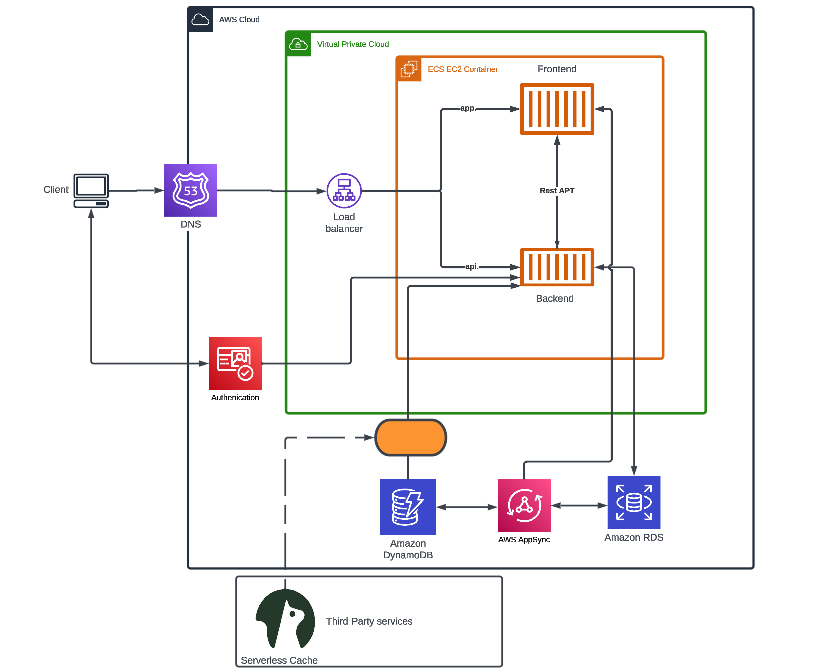 AWS Cloud
Virtual Private Cloud
ECS EC2 Container
Frontend
app.
Client
53
DNS
Load
balancer
Rest APT
api.
Backend
Authenication
Amazon
DynamoDB
AWS AppSync
Amazon RDS
Third Party services
Serverless Cache